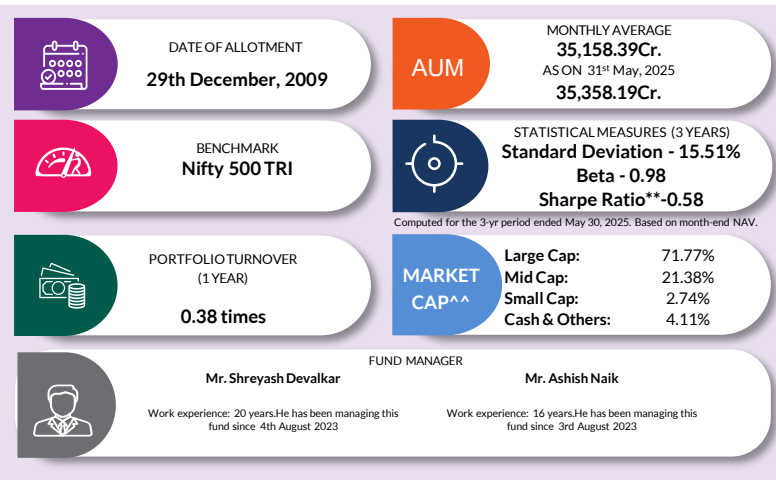 DATE OF ALLOTMENT
29th December, 2009
AUM
MONTHLY AVERAGE
35,158.39Cr.
AS ON 31st May, 2025
35,358.19Cr.
BENCHMARK
Nifty 500 TRI
STATISTICAL MEASURES (3 YEARS)
Standard Deviation - 15.51%
Beta - 0.98
Sharpe Ratio**-0.58
Computed for the 3-yr period ended May 30, 2025. Based on month-end NAV.
PORTFOLIO TURNOVER
(1 YEAR)
0.38 times
MARKET
CAP^^
Large Cap: 71.77%
Mid Cap: 21.38%
Small Cap: 2.74%
Cash & Others: 4.11%
FUND MANAGER
Mr. Shreyash Devalkar
Work experience: 20 years.He has been managing this
fund since 4th August 2023
Mr. Ashish Naik
Work experience: 16 years.He has been managing this
fund since 3rd August 2023